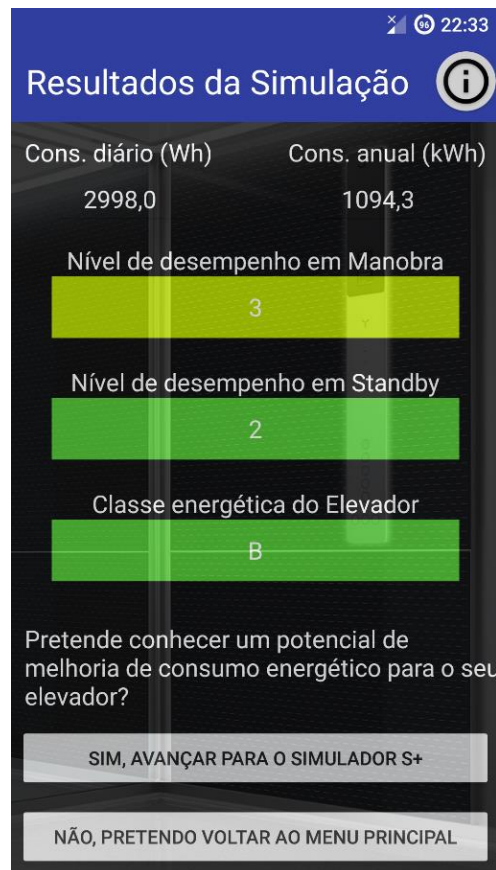 96 22:33
Resultados da Simulação
Cons. diário (Wh) Cons. anual (kWh)
2998,0 1094,3
Nível de desempenho em Manobra
3
Nível de desempenho em Standby
2
Classe energética do Elevador
B
Pretende conhecer um potencial de
melhoria de consumo energético para o seu
elevador?
SIM, AVANÇAR PARA O SIMULADOR S+
NÃO, PRETENDO VOLTAR AO MENU PRINCIPAL